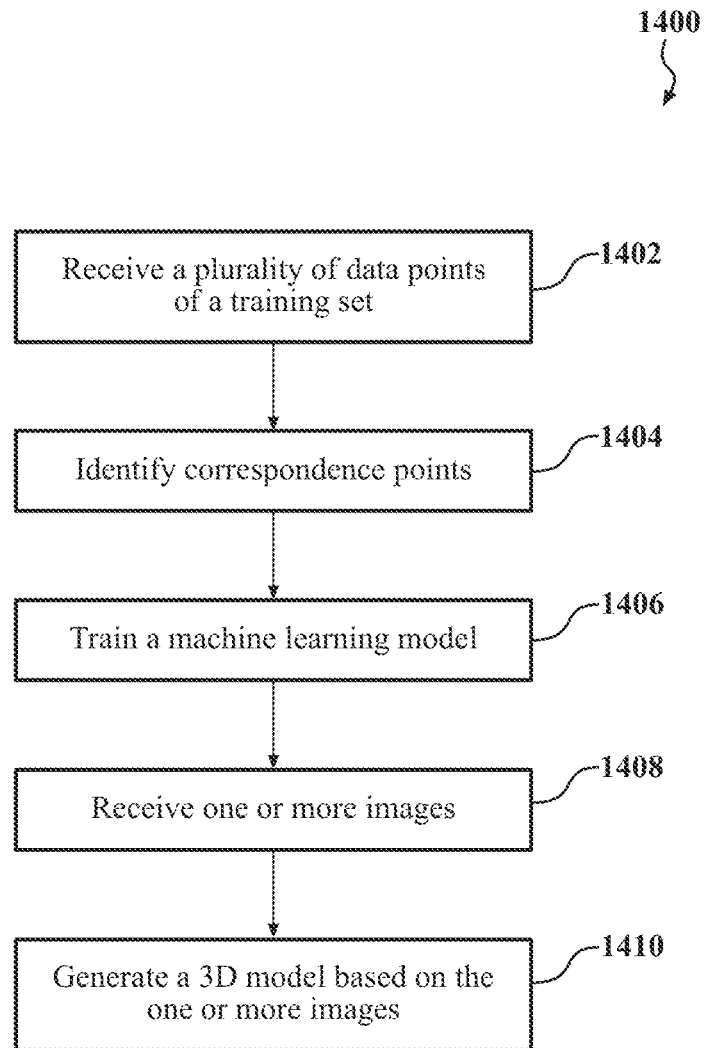 1400
Receive a plurality of data points
of a training set
1402
Identify correspondence points
1404
Train a machine learning model
1406
Receive one or more images
1408
Generate a 3D model based on the
one or more images
1410